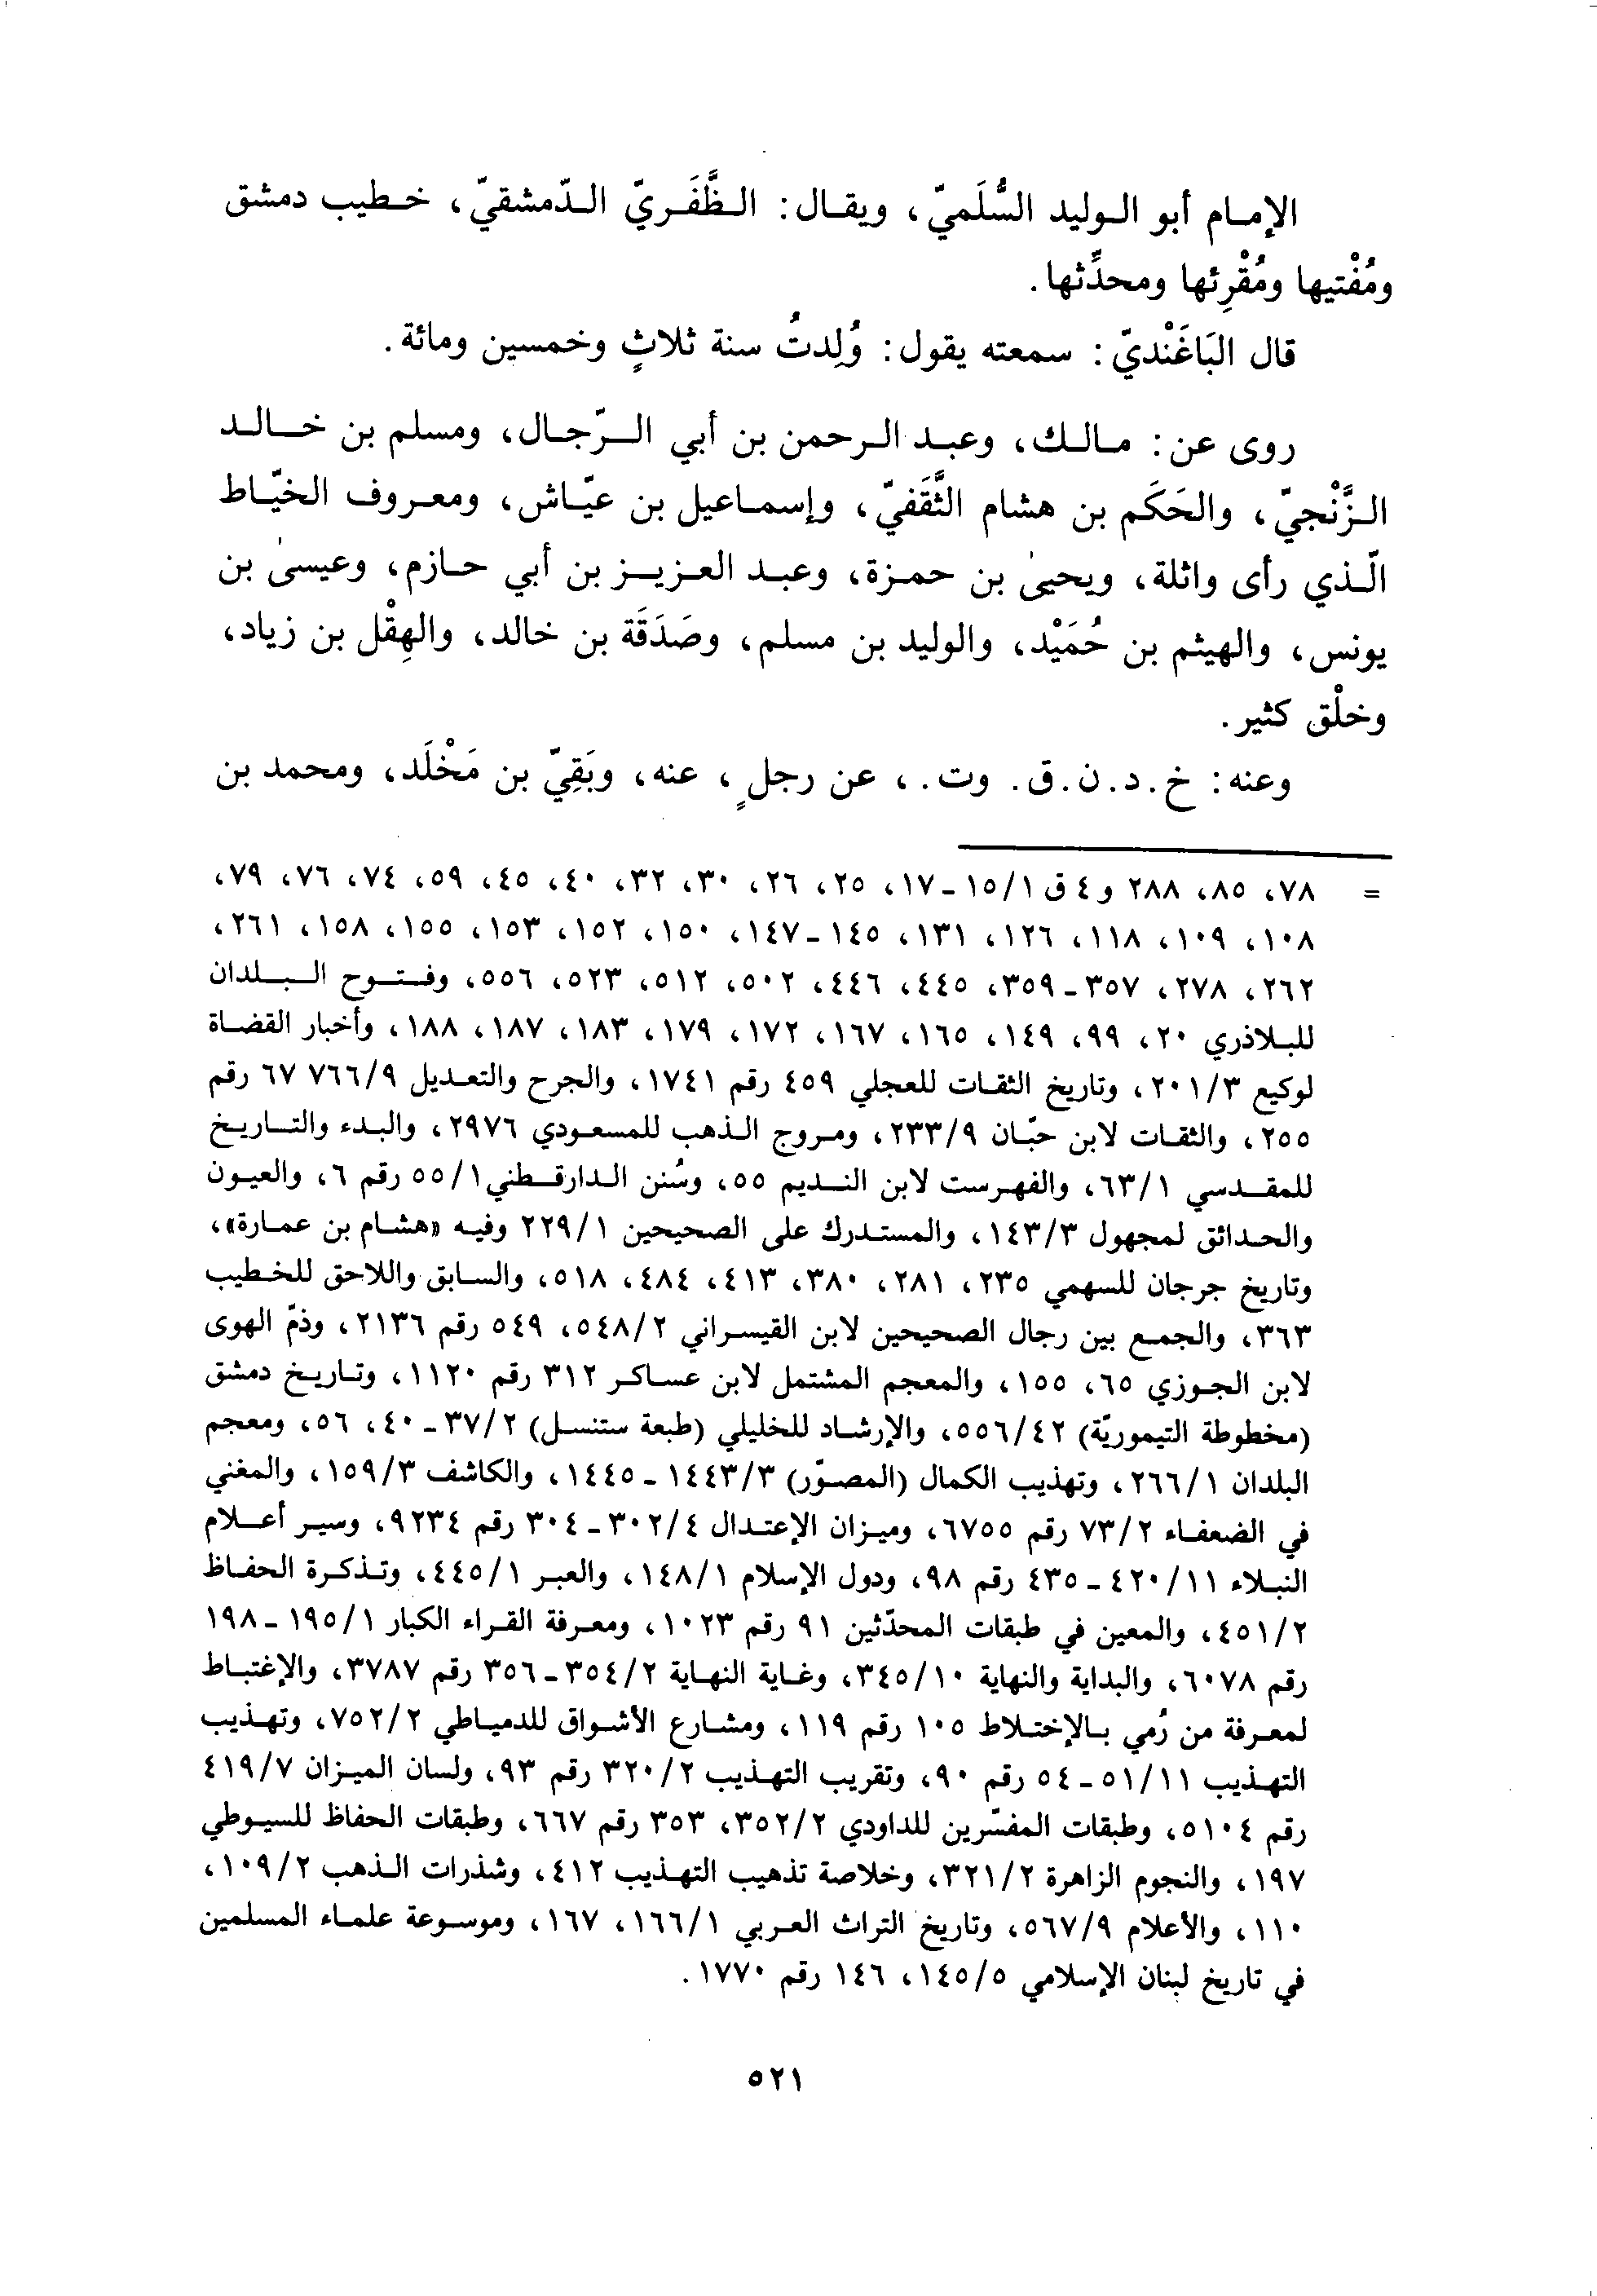 الإمام أبو الوليد السُّلَميّ، ويقال: الظَّفَريّ الدّمشقيّ، خطيب دمشق
ومُفْتيها ومُقْرِئها ومحدِّثها.
قال البَاغَنْديّ: سمعته يقول: وُلِدتُ سنة ثلاثٍ وخمسين ومائة.
روى عن: مالك، وعبد الرحمن بن أبي الرّجال، ومسلم بن خالد
الزَّنْجيّ، والحَكَم بن هشام الثَّقَفيّ، وإسماعيل بن عيّاش، ومعروف الخيّاط
الّذي رأى واثلة، ويحيىٰ بن حمزة، وعبد العزيز بن أبي حازم، وعيسىٰ بن
يونس، والهيثم بن حُمَيْد، والوليد بن مسلم، وصَدَقَة بن خالد، والهِقْل بن زياد،
وخلْق كثير.
وعنه: خ. د. ن. ق. وت. ، عن رجلٍ، عنه، وبَقِيّ بن مَخْلَد، ومحمد بن
= ٧٨، ٨٥، ٢٨٨ و٤ ق ١/ ١٥ -١٧، ٢٥، ٢٦، ٣٠، ٣٢، ٤٠، ٤٥، ٥٩، ٧٤، ٧٦، ٧٩،
١٠٨، ١٠٩، ١١٨، ١٢٦، ١٣١، ١٤٥ -١٤٧، ١٥٠، ١٥٢، ١٥٣، ١٥٥، ١٥٨، ٢٦١،
٢٦٢، ٢٧٨، ٣٥٧ - ٣٥٩، ٤٤٥، ٤٤٦، ٥٠٢، ٥١٢، ٥٢٣، ٥٥٦، وفتوح البلدان
للبلاذري ٢٠، ٩٩، ١٤٩، ١٦٥، ١٦٧، ١٧٢، ١٧٩، ١٨٣، ١٨٧، ١٨٨، وأخبار القضاة
لوكيع ٣/ ٢٠١، وتاريخ الثقات للعجلي ٤٥٩ رقم ١٧٤١، والجرح والتعديل ٩/ ٧٦٦ ٦٧ رقم
٢٥٥، والثقات لابن حبّان ٩/ ٢٣٣، ومروج الذهب للمسعودي ٢٩٧٦، والبدء والتاريخ
للمقدسي ١/ ٦٣، والفهرست لابن النديم ٥٥، وسُنن الدارقطني ١/ ٥٥ رقم ٦، والعيون
والحدائق لمجهول ٣/ ١٤٣، والمستدرك على الصحيحين ١/ ٢٢٩ وفيه «هشام بن عمارة»،
وتاريخ جرجان للسهمي ٢٣٥، ٢٨١، ٣٨٠، ٤١٣، ٤٨٤، ٥١٨، والسابق واللاحق للخطيب
٣٦٣، والجمع بين رجال الصحيحين لابن القيسراني ٢/ ٥٤٨، ٥٤٩ رقم ٢١٣٦، وذمّ الهوى
لابن الجوزي ٦٥، ١٥٥، والمعجم المشتمل لابن عساكر ٣١٢ رقم ١١٢٠، وتاريخ دمشق
(مخطوطة التيموريّة) ٤٢/ ٥٥٦، والإرشاد للخليلي (طبعة ستنسل) ٢/ ٣٧ - ٤٠، ٥٦، ومعجم
البلدان ١/ ٢٦٦، وتهذيب الكمال (المصوّر) ٣/ ١٤٤٣ - ١٤٤٥، والكاشف ٣/ ١٥٩، والمغني
في الضعفاء ٢/ ٧٣ رقم ٦٧٥٥، وميزان الإعتدال ٤/ ٣٠٢ - ٣٠٤ رقم ٩٢٣٤، وسير أعلام
النبلاء ١١/ ٤٢٠ - ٤٣٥ رقم ٩٨، ودول الإسلام ١/ ١٤٨، والعبر ١/ ٤٤٥، وتذكرة الحفاظ
٢/ ٤٥١، والمعين في طبقات المحدّثين ٩١ رقم ١٠٢٣، ومعرفة القراء الكبار ١/ ١٩٥ - ١٩٨
رقم ٦٠٧٨، والبداية والنهاية ١٠/ ٣٤٥، وغاية النهاية ٢/ ٣٥٤ - ٣٥٦ رقم ٣٧٨٧، والإغتباط
لمعرفة من رُمي بالإختلاط ١٠٥ رقم ١١٩، ومشارع الأشواق للدمياطي ٢/ ٧٥٢، وتهذيب
التهذيب ١١/ ٥١ - ٥٤ رقم ٩٠، وتقريب التهذيب ٢/ ٣٢٠ رقم ٩٣، ولسان الميزان ٧/ ٤١٩
رقم ٥١٠٤، وطبقات المفسّرين للداودي ٢/ ٣٥٢، ٣٥٣ رقم ٦٦٧، وطبقات الحفاظ للسيوطي
١٩٧، والنجوم الزاهرة ٢/ ٣٢١، وخلاصة تذهيب التهذيب ٤١٢، وشذرات الذهب ٢/ ١٠٩،
١١٠، والأعلام ٩/ ٥٦٧، وتاريخ التراث العربي ١/ ١٦٦، ١٦٧، وموسوعة علماء المسلمين
في تاريخ لبنان الإسلامي ٥/ ١٤٥، ١٤٦ رقم ١٧٧٠.
٥٢١